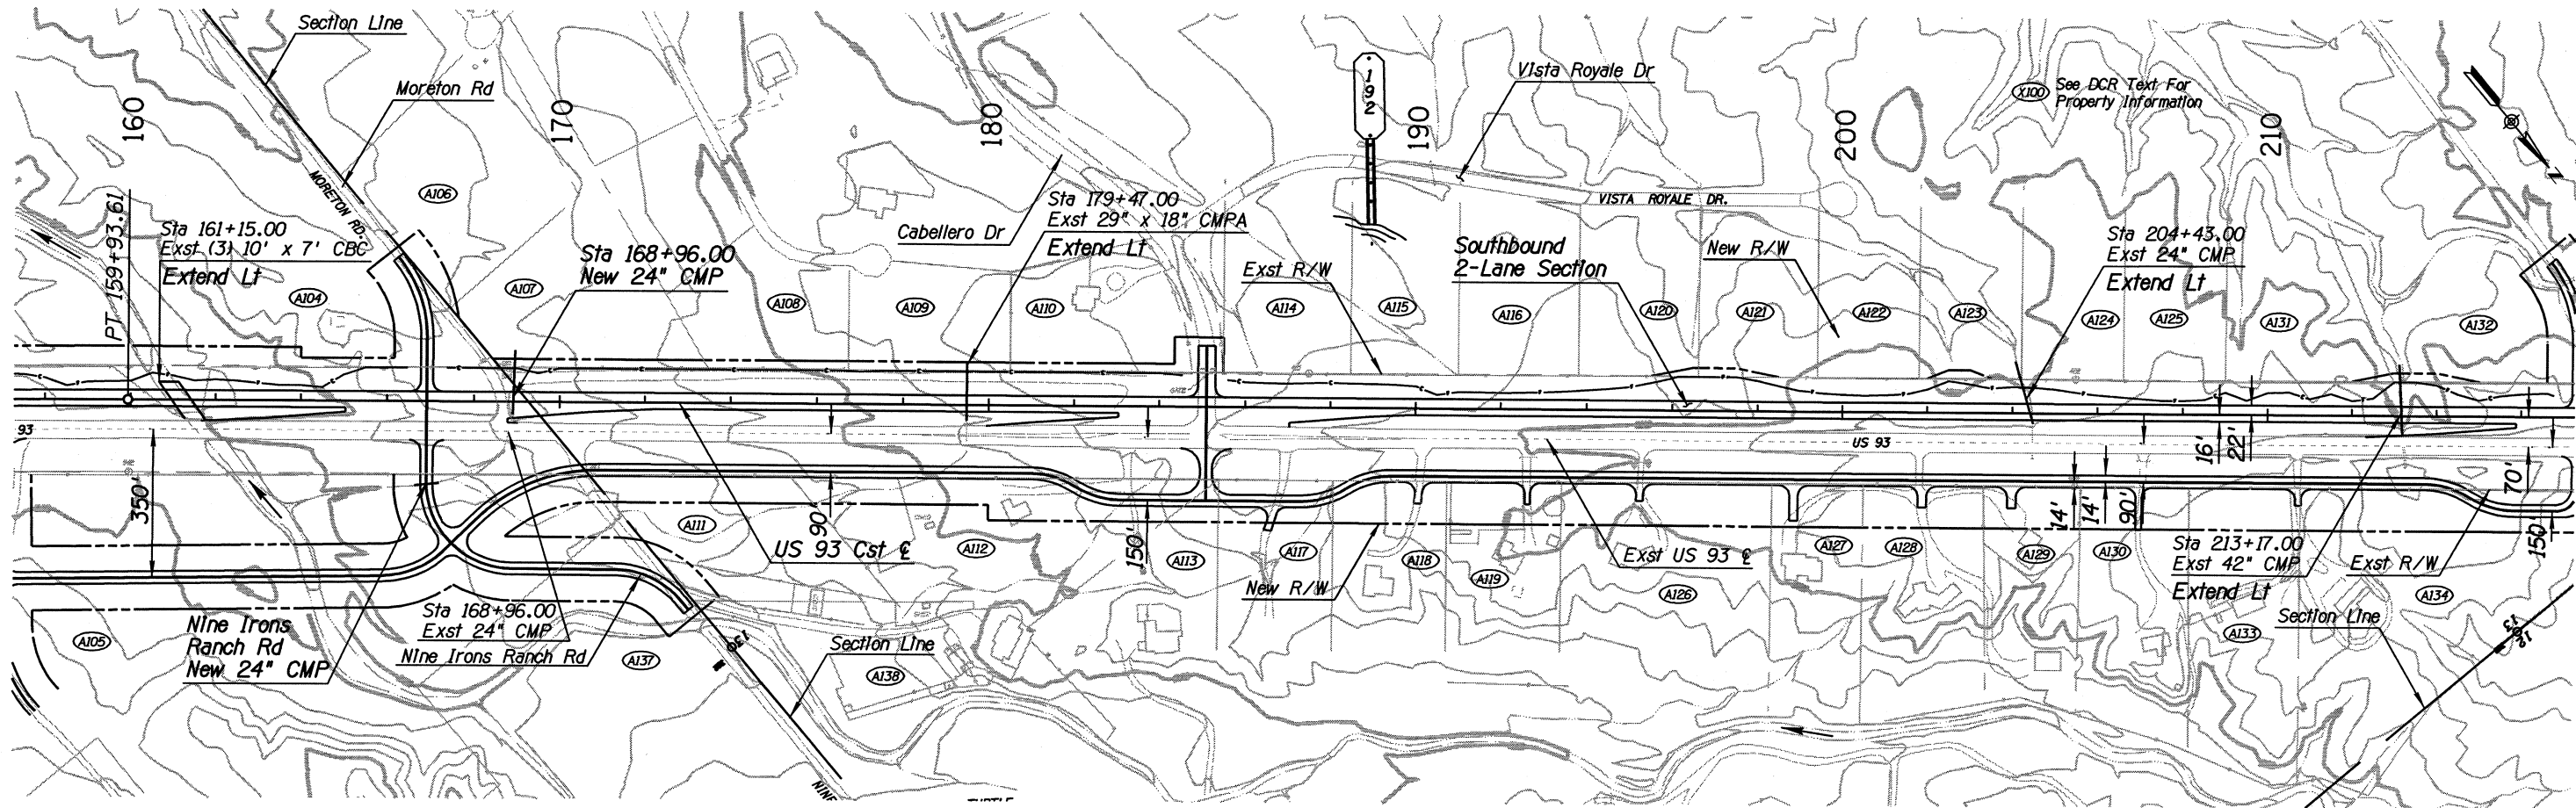 Section Line
Moreton Rd
160
170
180
192
190
Vista Royale Dr
200
X100
See DCR Text For
Property Information
210
N
MORETON RD.
A106
PT 159+93.61
Sta 161+15.00
Exst (3) 10' x 7' CBC
Extend Lt
A104
Cabellero Dr
Sta 179+47.00
Exst 29" x 18" CMPA
Extend Lt
VISTA ROYALE DR.
Sta 168+96.00
New 24" CMP
A107
A108
A109
A110
Exst R/W
A114
A115
Southbound
2-Lane Section
A116
A120
New R/W
A121
A122
A123
Sta 204+43.00
Exst 24" CMP
Extend Lt
A124
A125
A131
A132
93
US 93
16'
22'
350'
90'
150'
14'
14'
90'
70'
150'
A111
US 93 Cst ℄
A112
A113
A117
New R/W
A118
A119
Exst US 93 ℄
A126
A127
A128
A129
A130
Sta 213+17.00
Exst 42" CMP
Extend Lt
Exst R/W
A134
A133
Section Line
13
A105
Nine Irons
Ranch Rd
New 24" CMP
Sta 168+96.00
Exst 24" CMP
Nine Irons Ranch Rd
A137
A138
Section Line
NINE